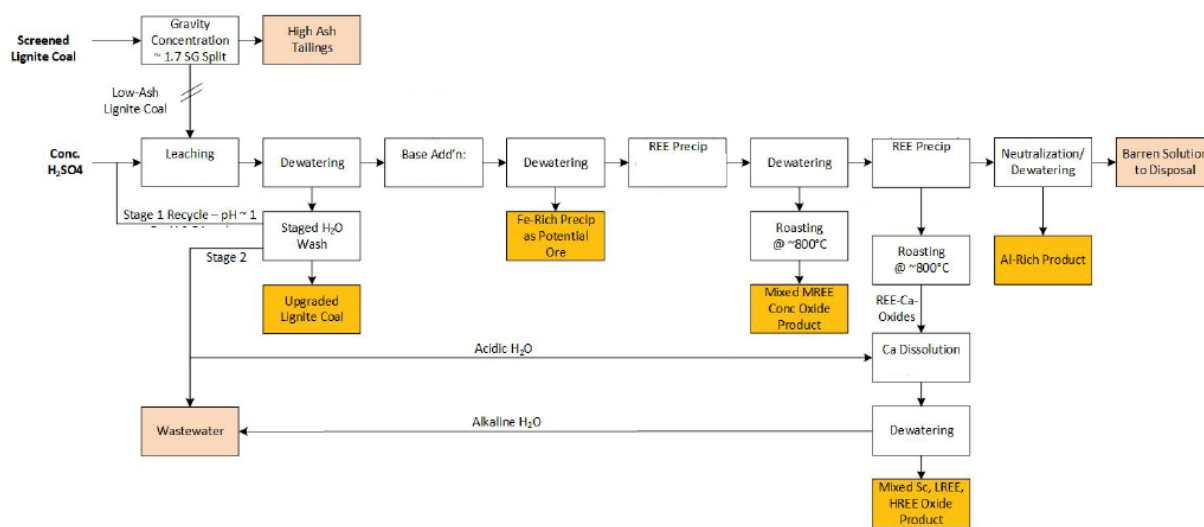 Screened
Lignite Coal
Gravity
Concentration
~ 1.7 SG Split
High Ash
Tailings
Low-Ash
Lignite Coal
Conc.
H₂SO4
Leaching
Dewatering
Base Add'n:
Dewatering
REE Precip
Dewatering
REE Precip
Neutralization/
Dewatering
Barren Solution
to Disposal
Stage 1 Recycle – pH ~ 1
Staged H₂O
Wash
Stage 2
Upgraded
Lignite Coal
Fe-Rich Precip
as Potential
Ore
Roasting
@ ~800°C
Mixed MREE
Conc Oxide
Product
Roasting
@ ~800°C
Al-Rich Product
REE-Ca-
Oxides
Acidic H₂O
Ca Dissolution
Wastewater
Alkaline H₂O
Dewatering
Mixed Sc, LREE,
HREE Oxide
Product